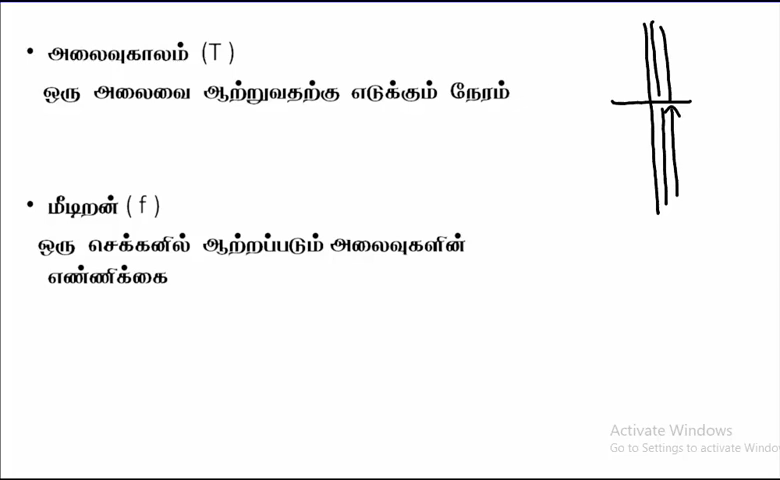 • அலைவுகாலம் (T)
ஒரு அலைவை ஆற்றுவதற்கு எடுக்கும் நேரம்
• மீடிறன் ( f )
ஒரு செக்கனில் ஆற்றப்படும் அலைவுகளின்
எண்ணிக்கை
Activate Windows
Go to Settings to activate Windo